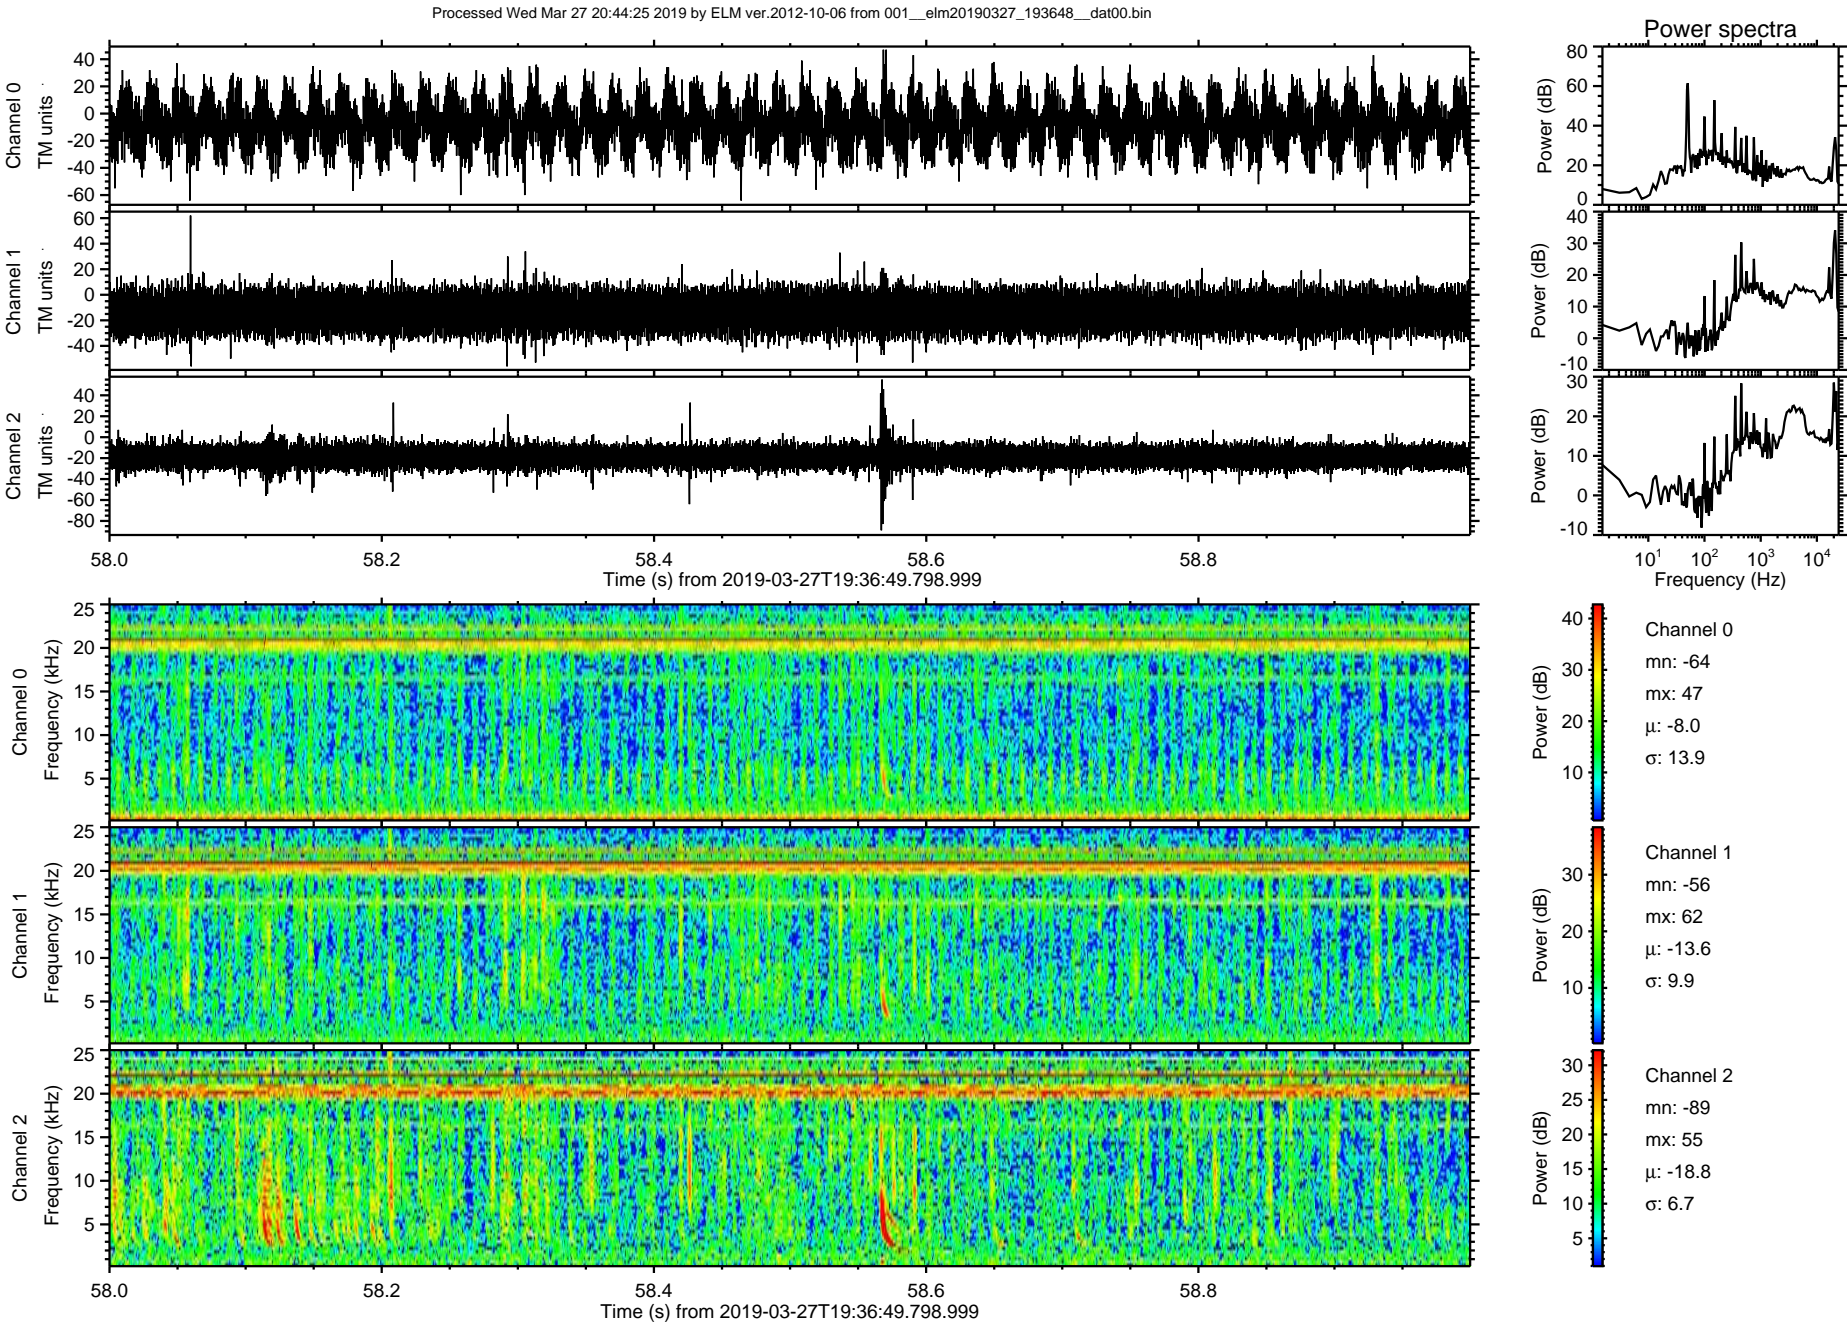 Processed Wed Mar 27 20:44:25 2019 by ELM ver.2012-10-06 from 001__elm20190327_193648__dat00.bin
Power spectra
Channel 0
TM units
40
20
0
-20
-40
-60
Power (dB)
80
60
40
20
0
Channel 1
TM units
60
40
20
0
-20
-40
Power (dB)
40
30
20
10
0
-10
Channel 2
TM units
40
20
0
-20
-40
-60
-80
Power (dB)
30
20
10
0
-10
58.0 58.2 58.4 58.6 58.8
Time (s) from 2019-03-27T19:36:49.798.999
10^1 10^2 10^3 10^4
Frequency (Hz)
Channel 0
Frequency (kHz)
25
20
15
10
5
Power (dB)
40
30
20
10
Channel 0
mn: -64
mx: 47
μ: -8.0
σ: 13.9
Channel 1
Frequency (kHz)
25
20
15
10
5
Power (dB)
30
20
10
Channel 1
mn: -56
mx: 62
μ: -13.6
σ: 9.9
Channel 2
Frequency (kHz)
25
20
15
10
5
Power (dB)
30
25
20
15
10
5
Channel 2
mn: -89
mx: 55
μ: -18.8
σ: 6.7
58.0 58.2 58.4 58.6 58.8
Time (s) from 2019-03-27T19:36:49.798.999